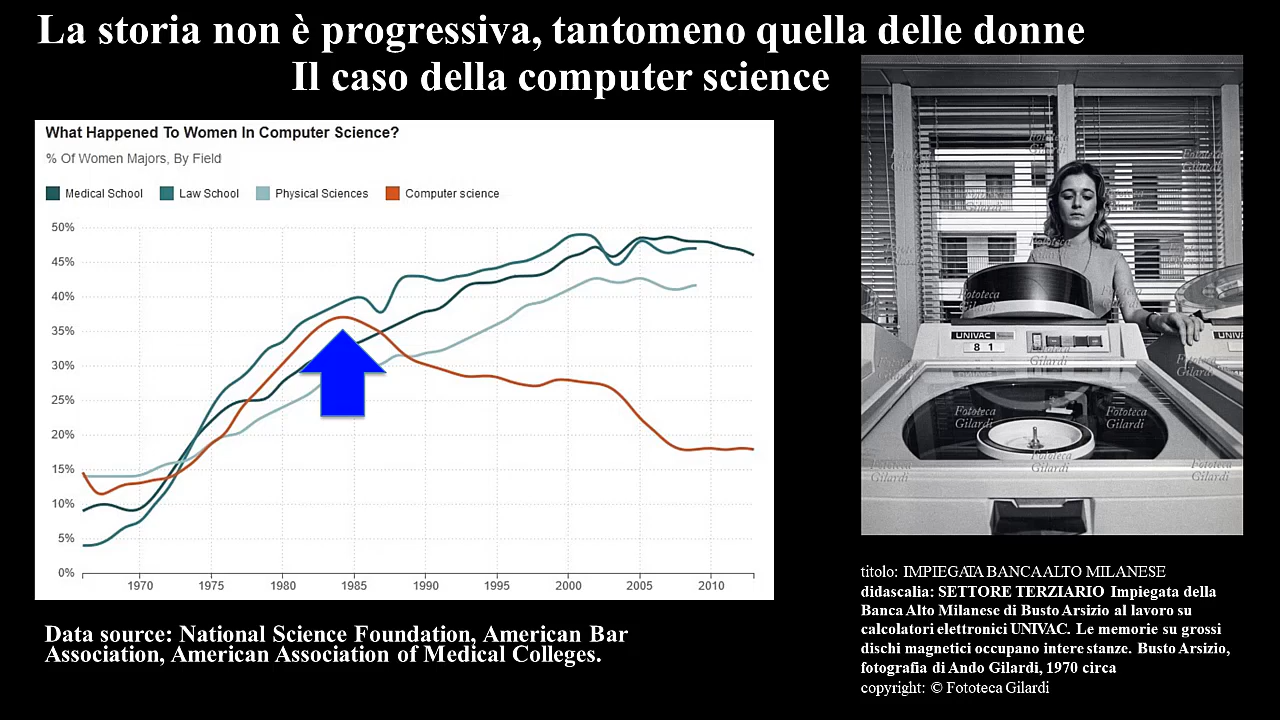 La storia non è progressiva, tantomeno quella delle donne
Il caso della computer science
What Happened To Women In Computer Science?
% Of Women Majors, By Field
Medical School
Law School
Physical Sciences
Computer science
50%
45%
40%
35%
30%
25%
20%
15%
10%
5%
0%
1970
1975
1980
1985
1990
1995
2000
2005
2010
Data source: National Science Foundation, American Bar
Association, American Association of Medical Colleges.
Fototeca
Gilardi
UNIVAC
8 1
UNIV
titolo: IMPIEGATA BANCA ALTO MILANESE
didascalia: SETTORE TERZIARIO Impiegata della
Banca Alto Milanese di Busto Arsizio al lavoro su
calcolatori elettronici UNIVAC. Le memorie su grossi
dischi magnetici occupano intere stanze. Busto Arsizio,
fotografia di Ando Gilardi, 1970 circa
copyright: © Fototeca Gilardi